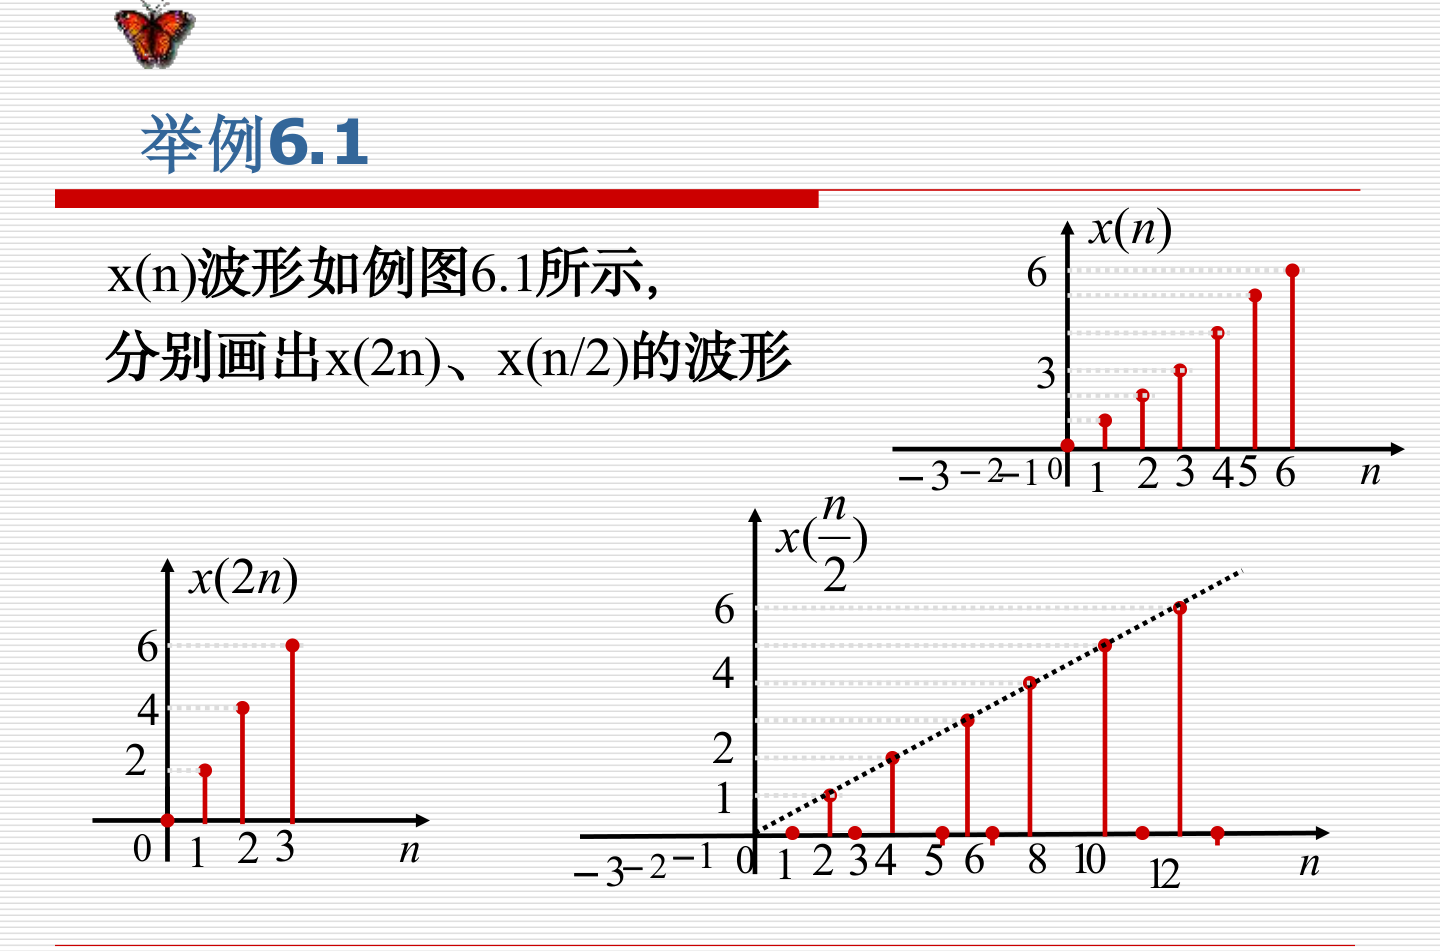 举例6.1
x(n)波形如例图6.1所示,
分别画出x(2n)、x(n/2)的波形
x(n)
6
3
−3 −2 −1 0 1 2 3 4 5 6 n
x(2n)
6
4
2
0 1 2 3 n
x(n/2)
6
4
2
1
−3 −2 −1 0 1 2 3 4 5 6 8 10 12 n